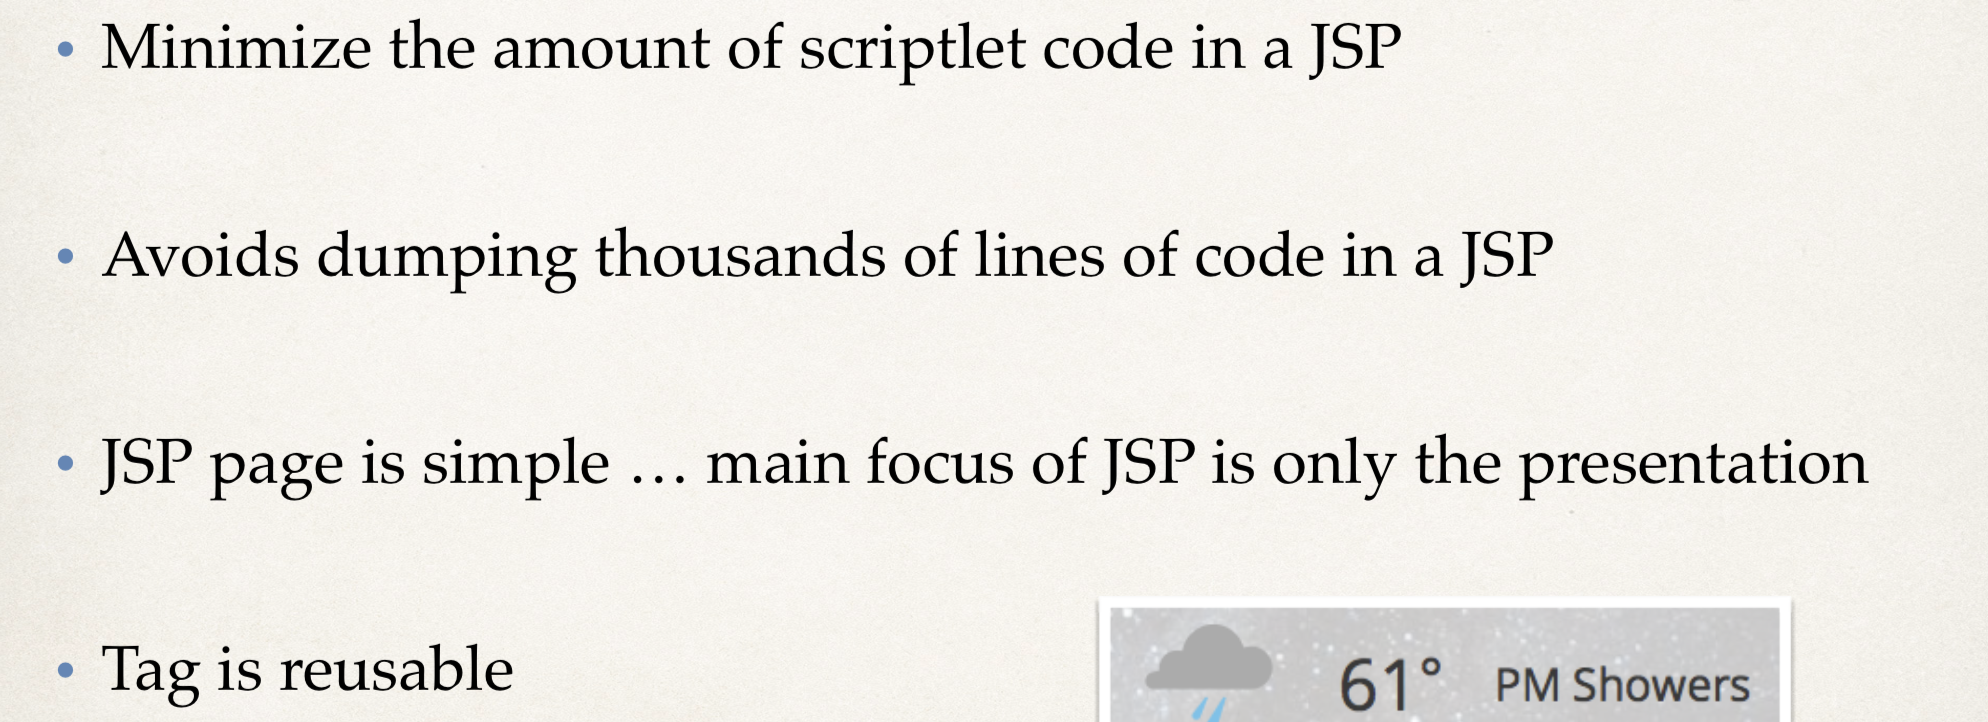 • Minimize the amount of scriptlet code in a JSP
• Avoids dumping thousands of lines of code in a JSP
• JSP page is simple … main focus of JSP is only the presentation
• Tag is reusable
61° PM Showers